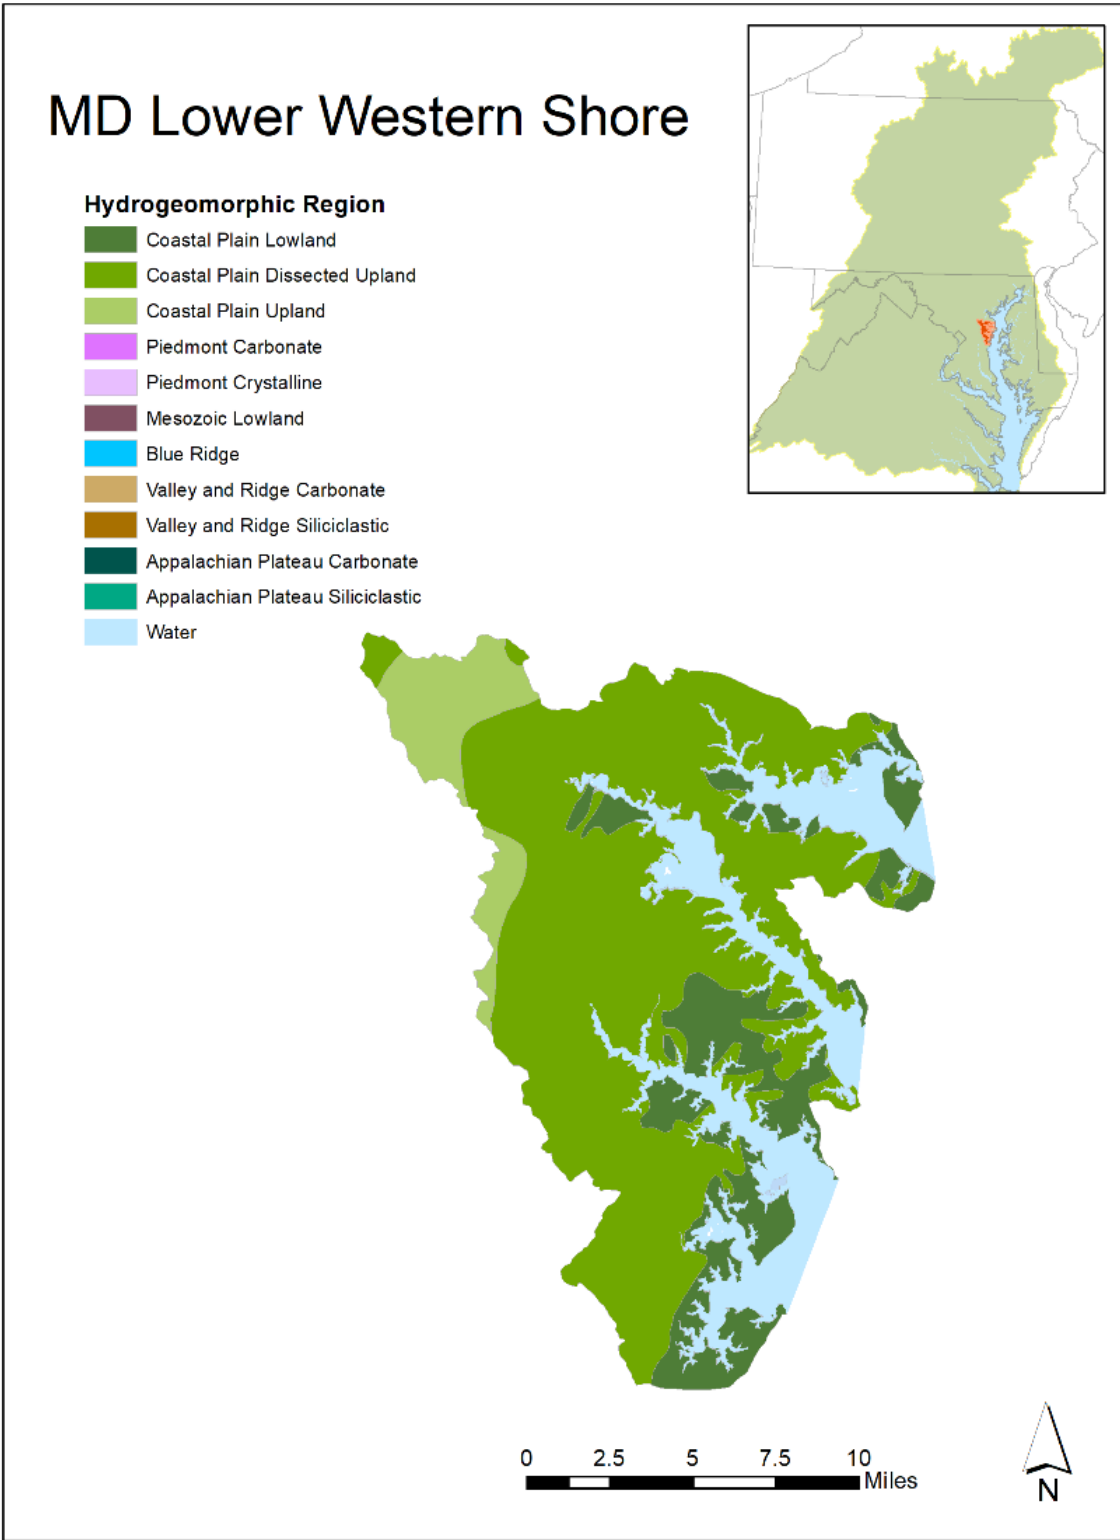 MD Lower Western Shore
Hydrogeomorphic Region
Coastal Plain Lowland
Coastal Plain Dissected Upland
Coastal Plain Upland
Piedmont Carbonate
Piedmont Crystalline
Mesozoic Lowland
Blue Ridge
Valley and Ridge Carbonate
Valley and Ridge Siliciclastic
Appalachian Plateau Carbonate
Appalachian Plateau Siliciclastic
Water
0 2.5 5 7.5 10
Miles
N